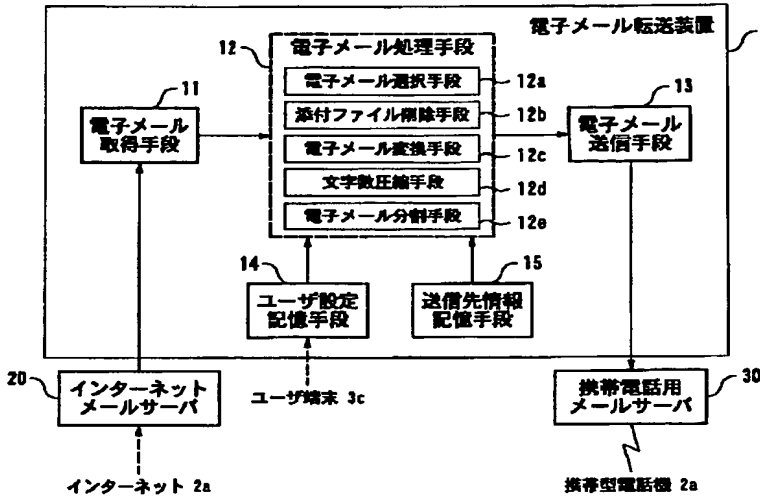 電子メール転送装置
12
電子メール処理手段
電子メール選択手段
12a
添付ファイル削除手段
12b
電子メール変換手段
12c
文字数圧縮手段
12d
電子メール分割手段
12e
11
電子メール
取得手段
13
電子メール
送信手段
14
ユーザ設定
記憶手段
15
送信先情報
記憶手段
20
インターネット
メールサーバ
ユーザ端末 3c
携帯電話用
メールサーバ
30
インターネット 2a
携帯型電話機 2a